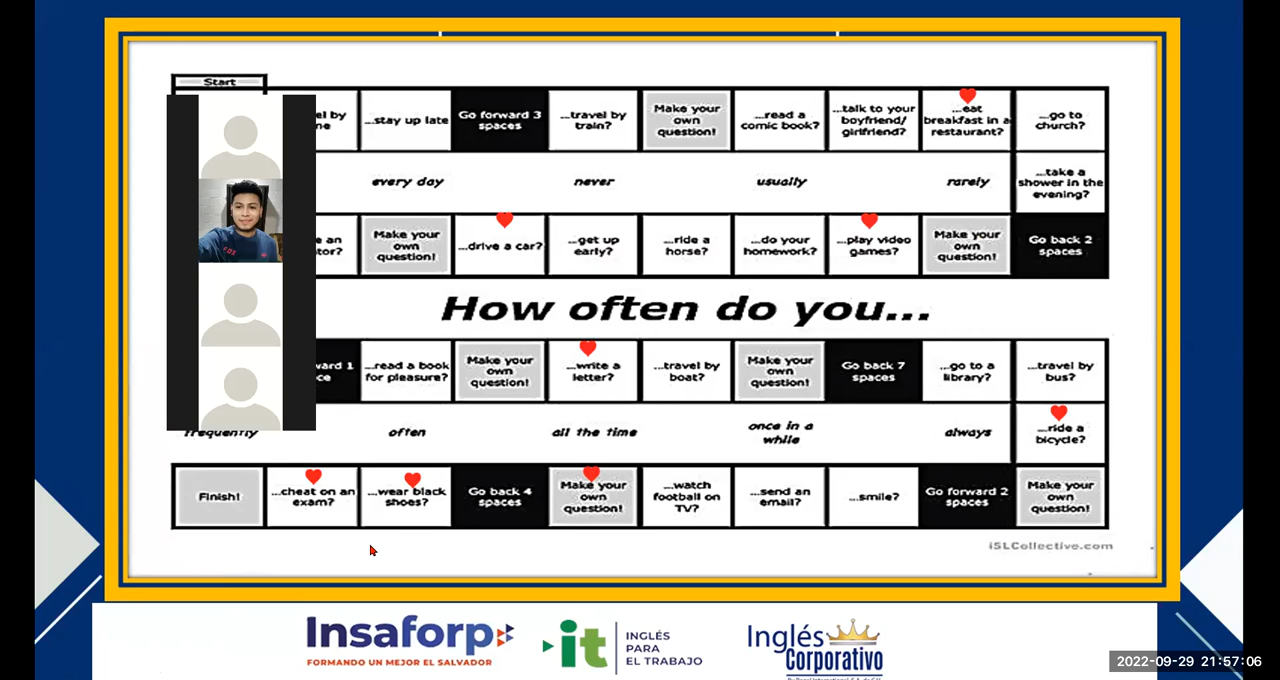 Start
...stay up late
Go forward 3
spaces
...travel by
train?
Make your
own
question!
...read a
comic book?
...talk to your
boyfriend/
girlfriend?
...eat
breakfast in a
restaurant?
...go to
church?
every day
never
usually
rarely
...take a
shower in the
evening?
Make your
own
question!
...drive a car?
...get up
early?
...ride a
horse?
...do your
homework?
...play video
games?
Make your
own
question!
Go back 2
spaces
How often do you...
...read a book
for pleasure?
Make your
own
question!
...write a
letter?
...travel by
boat?
Make your
own
question!
Go back 7
spaces
...go to a
library?
...travel by
bus?
frequently
often
all the time
once in a
while
always
...ride a
bicycle?
Finish!
...cheat on an
exam?
...wear black
shoes?
Go back 4
spaces
Make your
own
question!
...watch
football on
TV?
...send an
email?
...smile?
Go forward 2
spaces
Make your
own
question!
iSLCollective.com
Insaforp
FORMANDO UN MEJOR EL SALVADOR
it
INGLÉS
PARA
EL TRABAJO
Inglés
Corporativo
2022-09-29 21:57:06